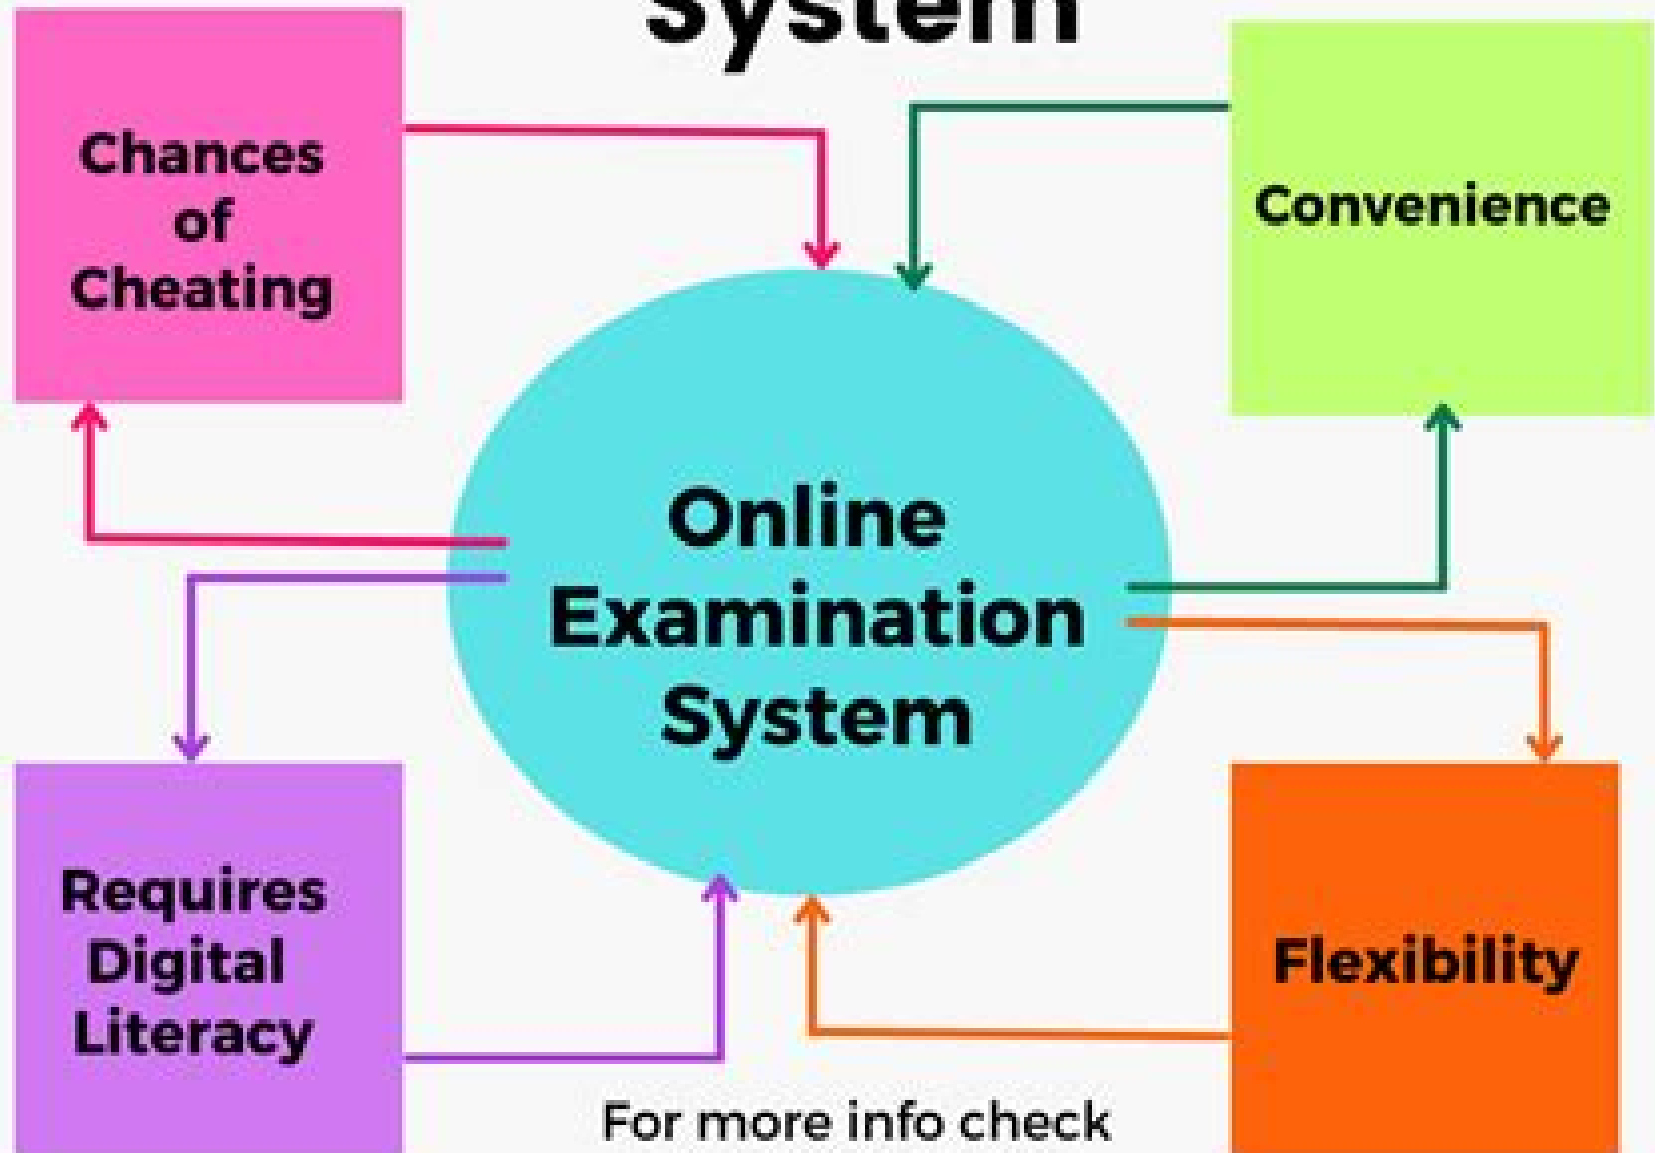 System
Chances
of
Cheating
Convenience
Online
Examination
System
Requires
Digital
Literacy
Flexibility
For more info check